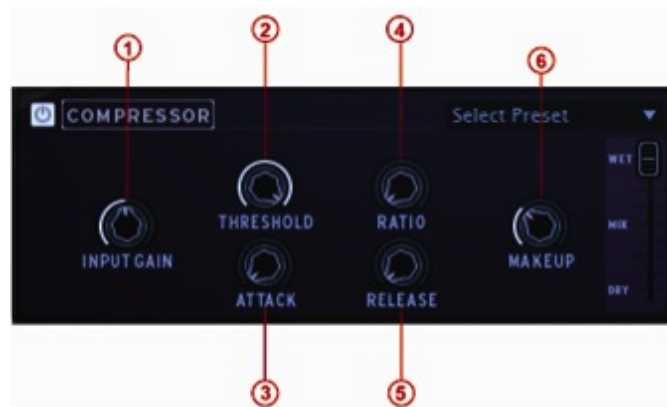 1
2
4
6
COMPRESSOR
Select Preset
WET
THRESHOLD
RATIO
MIX
INPUT GAIN
MAKEUP
ATTACK
RELEASE
DRY
3
5